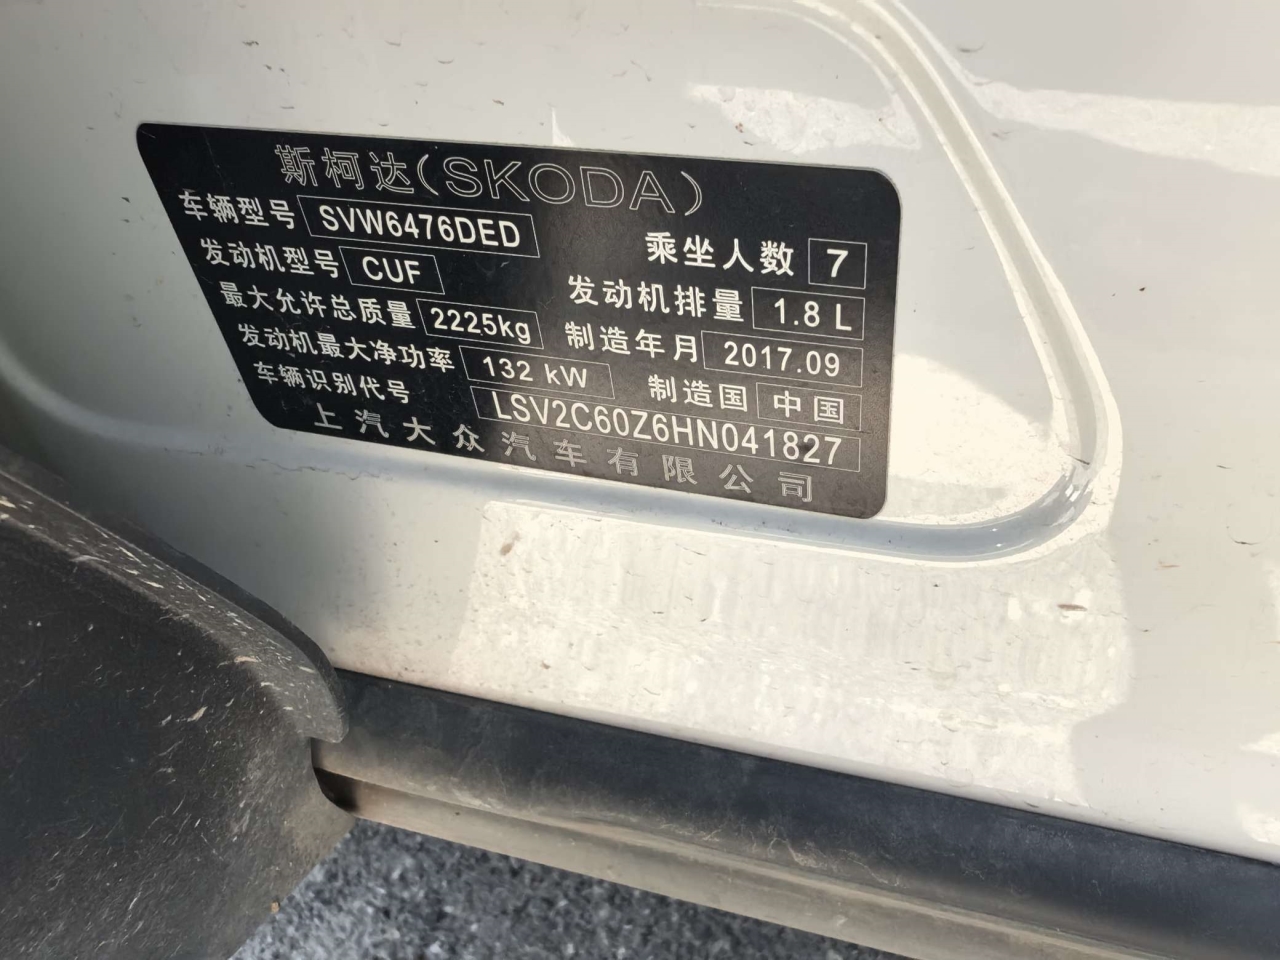 斯柯达(SKODA)
车辆型号 SVW6476DED
乘坐人数 7
发动机型号 CUF
发动机排量 1.8 L
最大允许总质量 2225kg
制造年月 2017.09
发动机最大净功率 132 kW
制造国 中国
车辆识别代号 LSV2C60Z6HN041827
上汽大众汽车有限公司